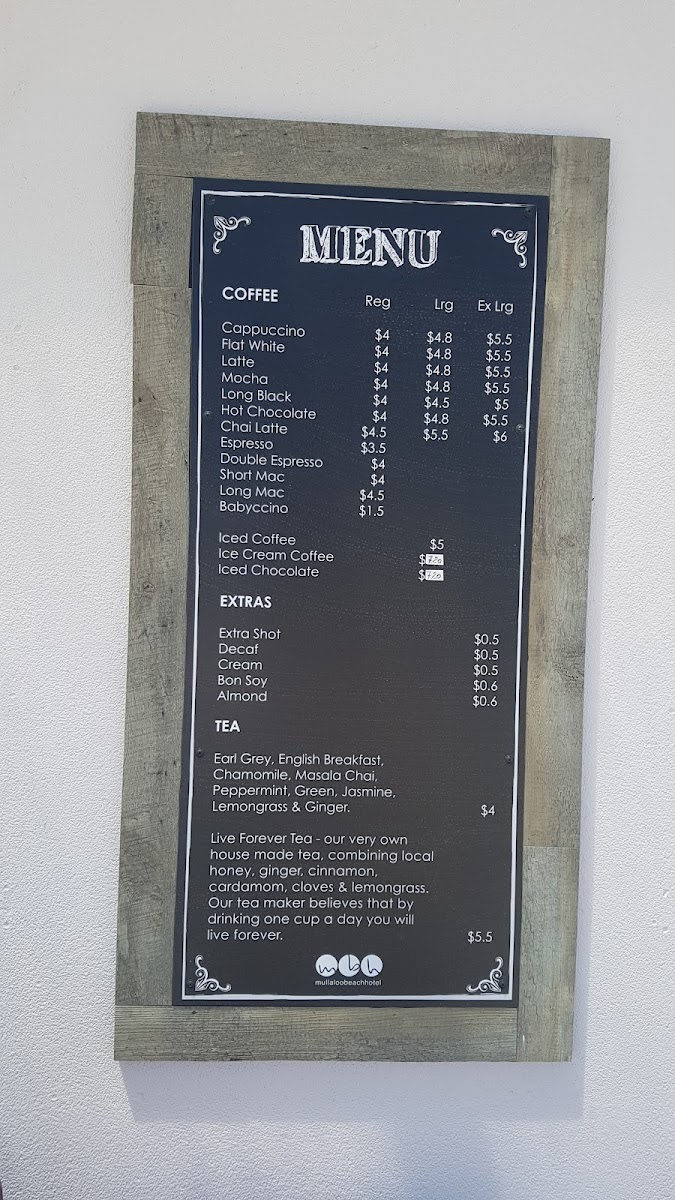 MENU
COFFEE Reg Lrg Ex Lrg
Cappuccino $4 $4.8 $5.5
Flat White $4 $4.8 $5.5
Latte $4 $4.8 $5.5
Mocha $4 $4.8 $5.5
Long Black $4 $4.5 $5
Hot Chocolate $4 $4.8 $5.5
Chai Latte $4.5 $5.5 $6
Espresso $3.5
Double Espresso $4
Short Mac $4
Long Mac $4.5
Babyccino $1.5
Iced Coffee $5
Ice Cream Coffee $7.20
Iced Chocolate $7.20
EXTRAS
Extra Shot $0.5
Decaf $0.5
Cream $0.5
Bon Soy $0.6
Almond $0.6
TEA
Earl Grey, English Breakfast,
Chamomile, Masala Chai,
Peppermint, Green, Jasmine,
Lemongrass & Ginger. $4
Live Forever Tea - our very own
house made tea, combining local
honey, ginger, cinnamon,
cardamom, cloves & lemongrass.
Our tea maker believes that by
drinking one cup a day you will
live forever. $5.5
mbh
mullaloobeachhotel